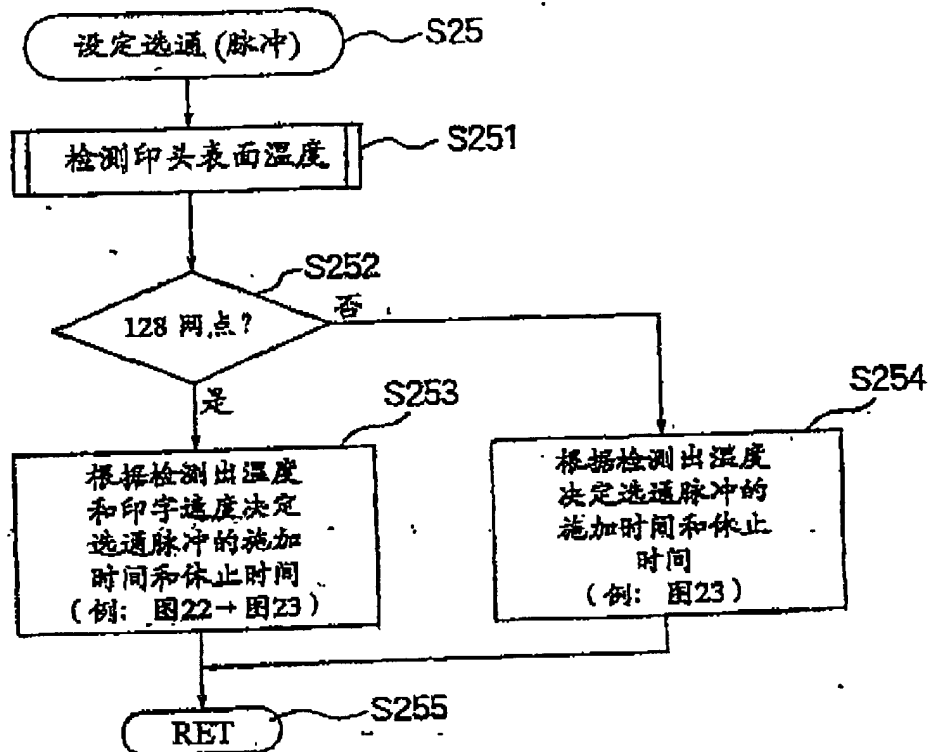 设定选通(脉冲)
S25
检测印头表面温度
S251
S252
128 网点?
否
是
S253
根据检测出温度
和印字速度决定
选通脉冲的施加
时间和休止时间
(例: 图22→图23)
S254
根据检测出温度
决定选通脉冲的
施加时间和休止
时间
(例: 图23)
RET
S255